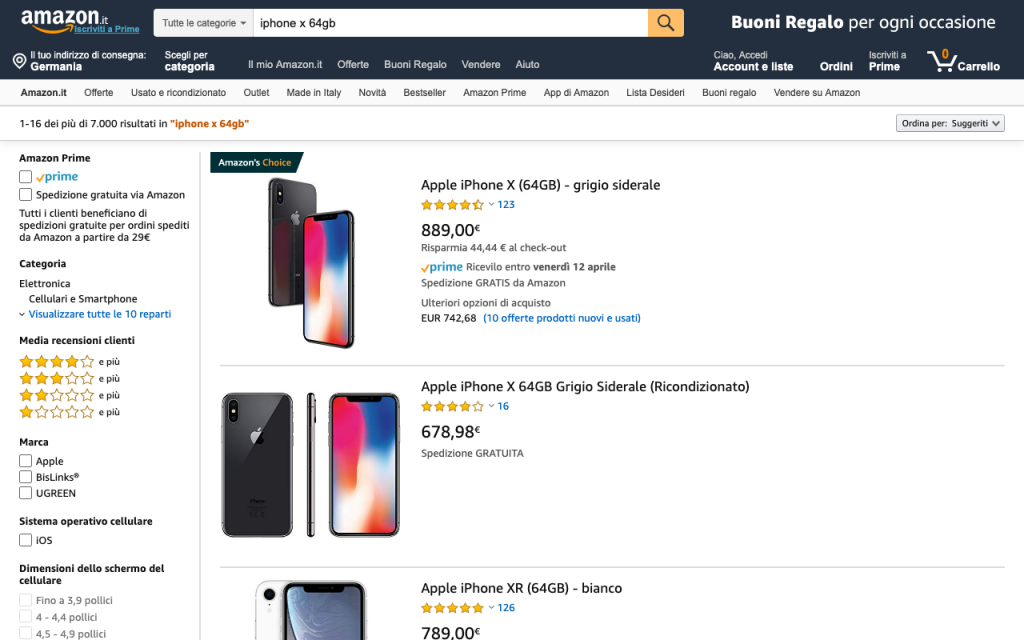 amazon.it
Iscriviti a Prime
Tutte le categorie
iphone x 64gb
Buoni Regalo per ogni occasione
Il tuo indirizzo di consegna:
Germania
Scegli per
categoria
Il mio Amazon.it Offerte Buoni Regalo Vendere Aiuto
Ciao, Accedi
Account e liste
Ordini
Iscriviti a
Prime
0
Carrello
Amazon.it Offerte Usato e ricondizionato Outlet Made in Italy Novità Bestseller Amazon Prime App di Amazon Lista Desideri Buoni regalo Vendere su Amazon
1-16 dei più di 7.000 risultati in "iphone x 64gb"
Ordina per: Suggeriti
Amazon Prime
prime
Spedizione gratuita via Amazon
Tutti i clienti beneficiano di
spedizioni gratuite per ordini spediti
da Amazon a partire da 29€
Categoria
Elettronica
Cellulari e Smartphone
Visualizzare tutte le 10 reparti
Media recensioni clienti
e più
e più
e più
e più
Marca
Apple
BisLinks®
UGREEN
Sistema operativo cellulare
iOS
Dimensioni dello schermo del
cellulare
Fino a 3,9 pollici
4 - 4,4 pollici
4,5 - 4,9 pollici
Amazon's Choice
Apple iPhone X (64GB) - grigio siderale
123
889,00€
Risparmia 44,44 € al check-out
prime Ricevilo entro venerdì 12 aprile
Spedizione GRATIS da Amazon
Ulteriori opzioni di acquisto
EUR 742,68 (10 offerte prodotti nuovi e usati)
Apple iPhone X 64GB Grigio Siderale (Ricondizionato)
16
678,98€
Spedizione GRATUITA
Apple iPhone XR (64GB) - bianco
126
789,00€